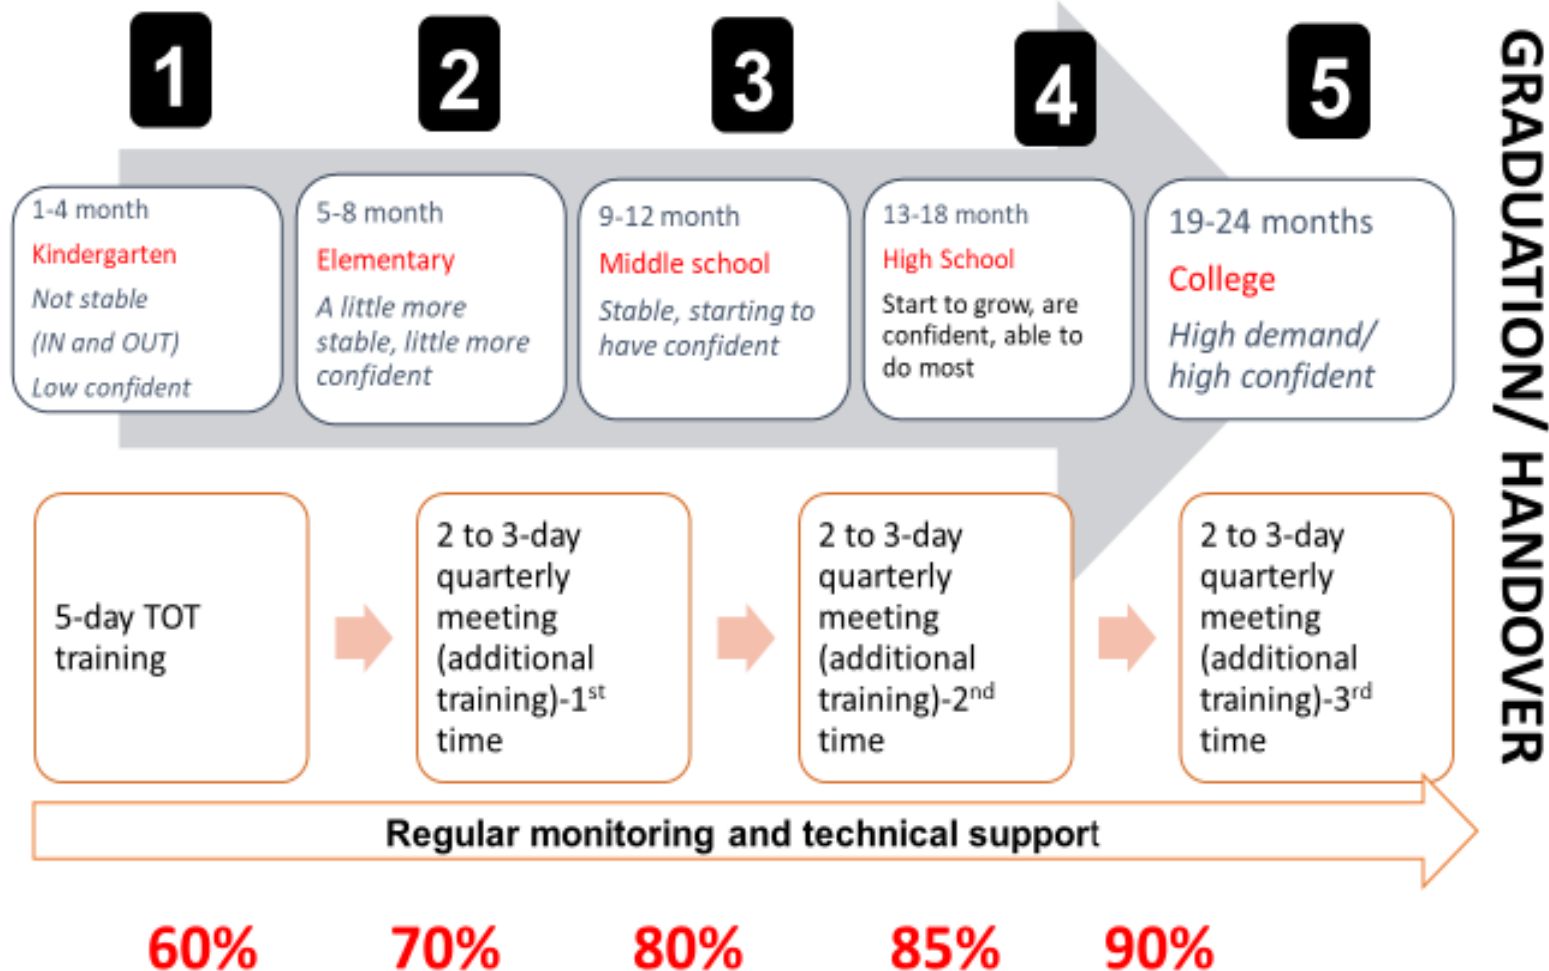 1
2
3
4
5
1-4 month
Kindergarten
Not stable
(IN and OUT)
Low confident
5-8 month
Elementary
A little more
stable, little more
confident
9-12 month
Middle school
Stable, starting to
have confident
13-18 month
High School
Start to grow, are
confident, able to
do most
19-24 months
College
High demand/
high confident
GRADUATION/ HANDOVER
5-day TOT
training
2 to 3-day
quarterly
meeting
(additional
training)-1st
time
2 to 3-day
quarterly
meeting
(additional
training)-2nd
time
2 to 3-day
quarterly
meeting
(additional
training)-3rd
time
Regular monitoring and technical support
60%
70%
80%
85%
90%